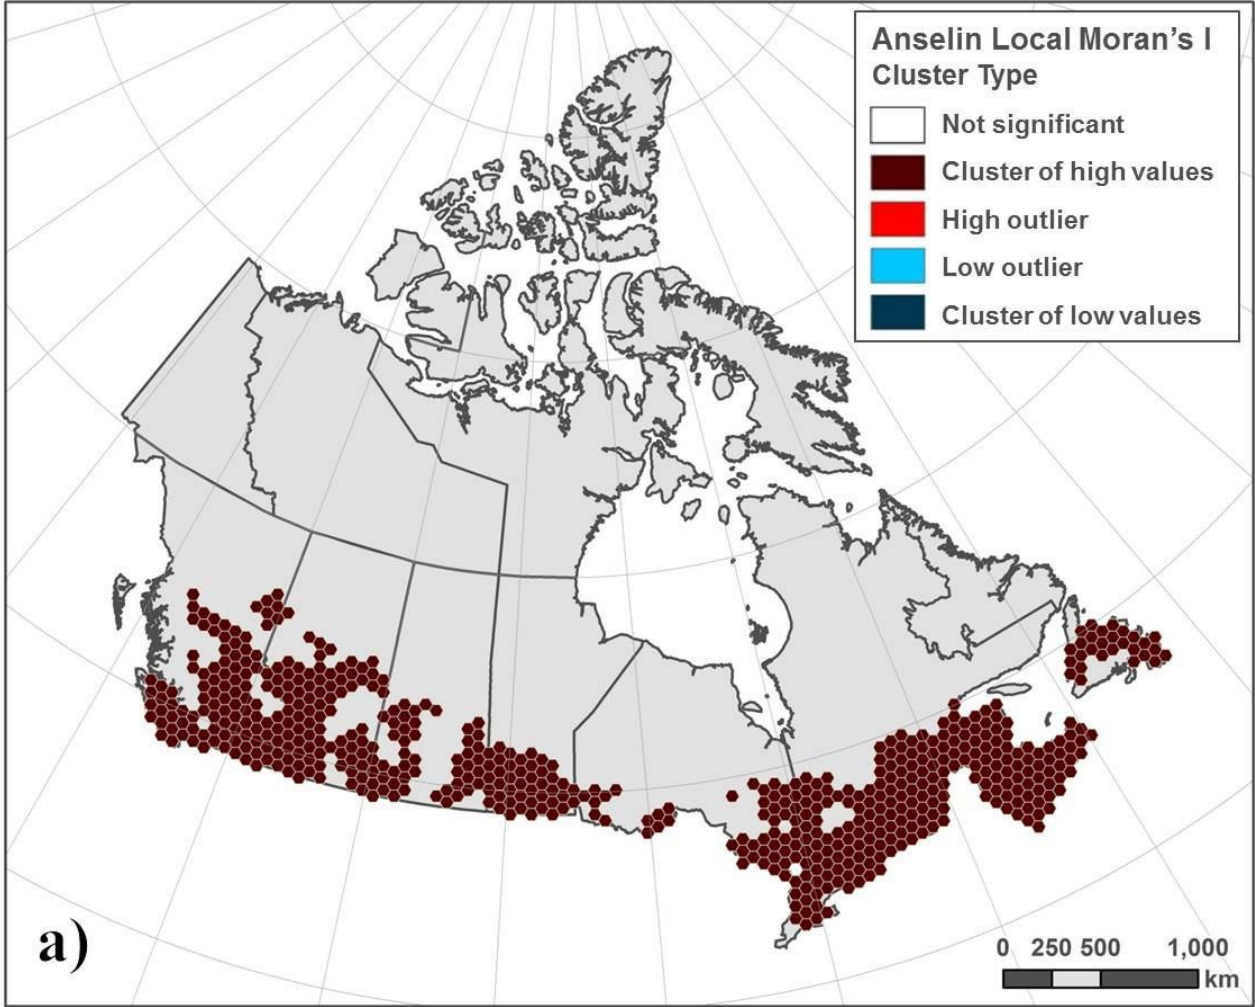 Anselin Local Moran's I
Cluster Type
Not significant
Cluster of high values
High outlier
Low outlier
Cluster of low values
a)
0 250 500 1,000
km